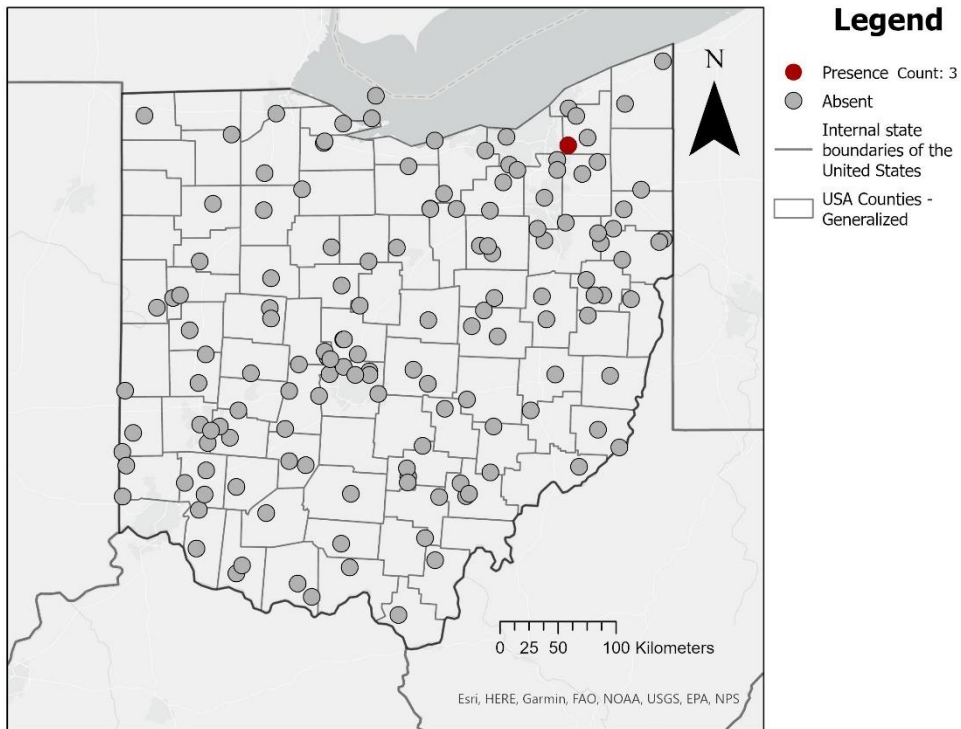 Legend
N
Presence Count: 3
Absent
Internal state
boundaries of the
United States
USA Counties -
Generalized
0 25 50 100 Kilometers
Esri, HERE, Garmin, FAO, NOAA, USGS, EPA, NPS